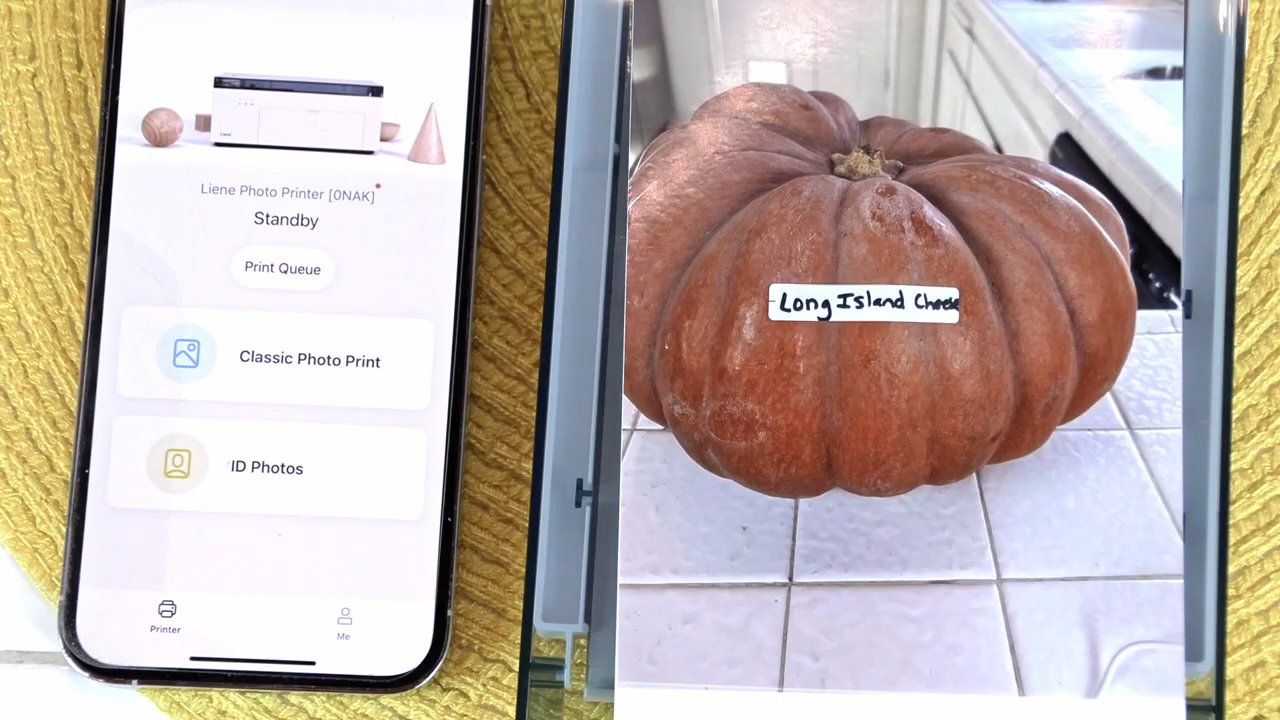 Liene Photo Printer [0NAK]
Standby
Print Queue
Classic Photo Print
ID Photos
Printer
Me
Long Island Cheese